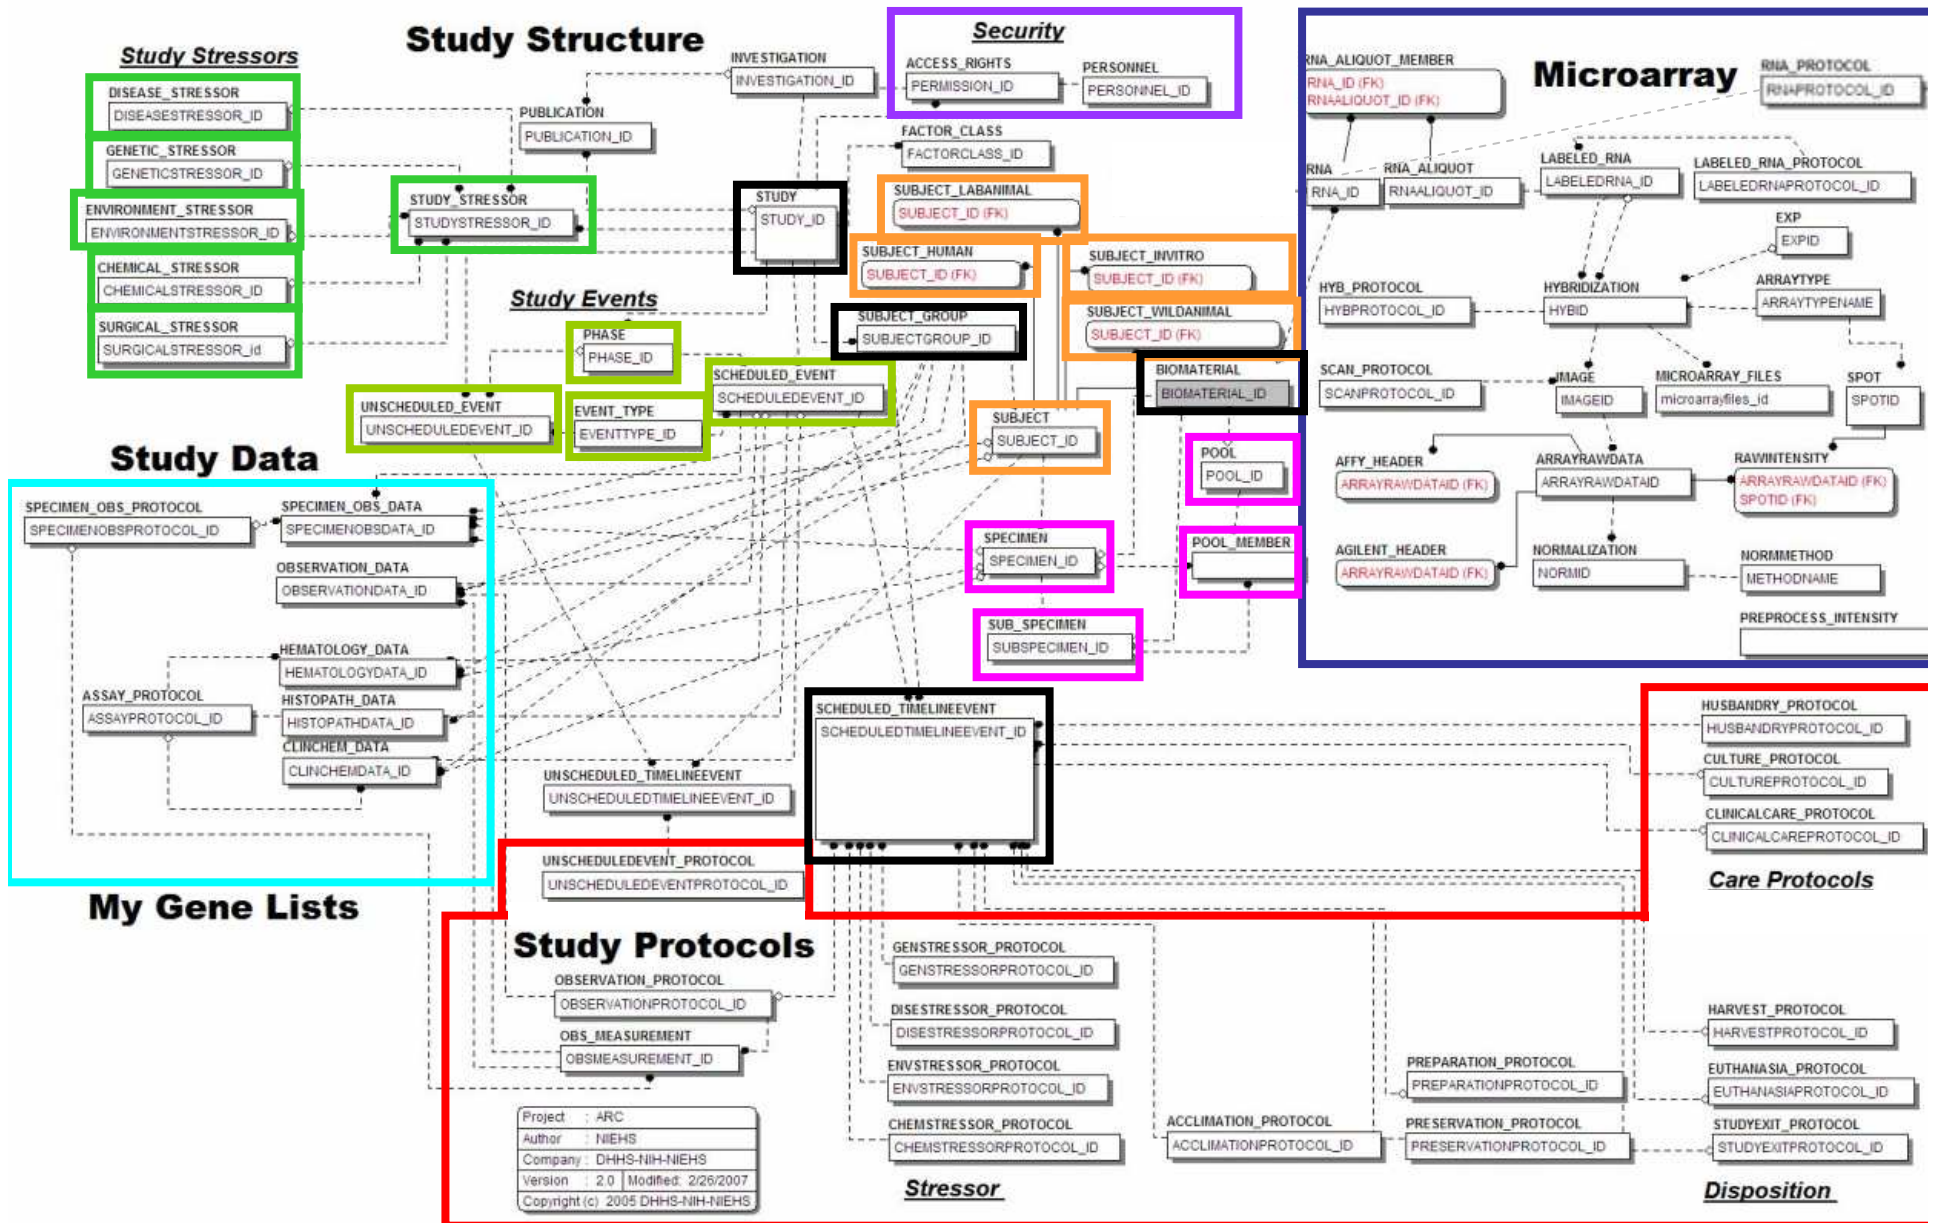 Study Structure
Security
Study Stressors
Microarray
INVESTIGATION
INVESTIGATION_ID
ACCESS_RIGHTS
PERMISSION_ID
PERSONNEL
PERSONNEL_ID
RNA_ALIQUOT_MEMBER
RNA_ID (FK)
RNAALIQUOT_ID (FK)
RNA_PROTOCOL
RNAPROTOCOL_ID
DISEASE_STRESSOR
DISEASESTRESSOR_ID
PUBLICATION
PUBLICATION_ID
FACTOR_CLASS
FACTORCLASS_ID
GENETIC_STRESSOR
GENETICSTRESSOR_ID
RNA
RNA_ID
RNA_ALIQUOT
RNAALIQUOT_ID
LABELED_RNA
LABELEDRNA_ID
LABELED_RNA_PROTOCOL
LABELEDRNAPROTOCOL_ID
ENVIRONMENT_STRESSOR
ENVIRONMENTSTRESSOR_ID
STUDY_STRESSOR
STUDYSTRESSOR_ID
STUDY
STUDY_ID
SUBJECT_LABANIMAL
SUBJECT_ID (FK)
EXP
EXPID
CHEMICAL_STRESSOR
CHEMICALSTRESSOR_ID
SUBJECT_HUMAN
SUBJECT_ID (FK)
SUBJECT_INVITRO
SUBJECT_ID (FK)
HYB_PROTOCOL
HYBPROTOCOL_ID
HYBRIDIZATION
HYBID
ARRAYTYPE
ARRAYTYPENAME
Study Events
SURGICAL_STRESSOR
SURGICALSTRESSOR_id
PHASE
PHASE_ID
SUBJECT_GROUP
SUBJECTGROUP_ID
SUBJECT_WILDANIMAL
SUBJECT_ID (FK)
SCHEDULED_EVENT
SCHEDULEDEVENT_ID
BIOMATERIAL
BIOMATERIAL_ID
SCAN_PROTOCOL
SCANPROTOCOL_ID
IMAGE
IMAGEID
MICROARRAY_FILES
microarrayfiles_id
SPOT
SPOTID
UNSCHEDULED_EVENT
UNSCHEDULEDEVENT_ID
EVENT_TYPE
EVENTTYPE_ID
SUBJECT
SUBJECT_ID
Study Data
POOL
POOL_ID
AFFY_HEADER
ARRAYRAWDATAID (FK)
ARRAYRAWDATA
ARRAYRAWDATAID
RAWINTENSITY
ARRAYRAWDATAID (FK)
SPOTID (FK)
SPECIMEN_OBS_PROTOCOL
SPECIMENOBSPROTOCOL_ID
SPECIMEN_OBS_DATA
SPECIMENOBSDATA_ID
SPECIMEN
SPECIMEN_ID
POOL_MEMBER
AGILENT_HEADER
ARRAYRAWDATAID (FK)
NORMALIZATION
NORMID
NORMMETHOD
METHODNAME
OBSERVATION_DATA
OBSERVATIONDATA_ID
SUB_SPECIMEN
SUBSPECIMEN_ID
PREPROCESS_INTENSITY
HEMATOLOGY_DATA
HEMATOLOGYDATA_ID
ASSAY_PROTOCOL
ASSAYPROTOCOL_ID
HISTOPATH_DATA
HISTOPATHDATA_ID
CLINCHEM_DATA
CLINCHEMDATA_ID
SCHEDULED_TIMELINEEVENT
SCHEDULEDTIMELINEEVENT_ID
HUSBANDRY_PROTOCOL
HUSBANDRYPROTOCOL_ID
CULTURE_PROTOCOL
CULTUREPROTOCOL_ID
UNSCHEDULED_TIMELINEEVENT
UNSCHEDULEDTIMELINEEVENT_ID
CLINICALCARE_PROTOCOL
CLINICALCAREPROTOCOL_ID
UNSCHEDULEDEVENT_PROTOCOL
UNSCHEDULEDEVENTPROTOCOL_ID
Care Protocols
My Gene Lists
Study Protocols
OBSERVATION_PROTOCOL
OBSERVATIONPROTOCOL_ID
GENSTRESSOR_PROTOCOL
GENSTRESSORPROTOCOL_ID
OBS_MEASUREMENT
OBSMEASUREMENT_ID
DISESTRESSOR_PROTOCOL
DISESTRESSORPROTOCOL_ID
HARVEST_PROTOCOL
HARVESTPROTOCOL_ID
ENVSTRESSOR_PROTOCOL
ENVSTRESSORPROTOCOL_ID
PREPARATION_PROTOCOL
PREPARATIONPROTOCOL_ID
EUTHANASIA_PROTOCOL
EUTHANASIAPROTOCOL_ID
Project : ARC
Author : NIEHS
Company : DHHS-NIH-NIEHS
Version : 2.0 Modified: 2/26/2007
Copyright (c) 2005 DHHS-NIH-NIEHS
CHEMSTRESSOR_PROTOCOL
CHEMSTRESSORPROTOCOL_ID
ACCLIMATION_PROTOCOL
ACCLIMATIONPROTOCOL_ID
PRESERVATION_PROTOCOL
PRESERVATIONPROTOCOL_ID
STUDYEXIT_PROTOCOL
STUDYEXITPROTOCOL_ID
Stressor
Disposition